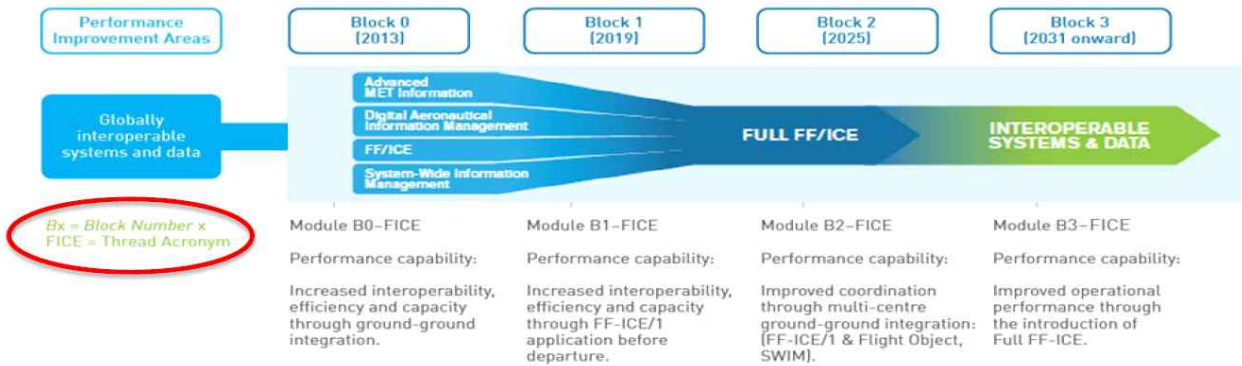 Performance
Improvement Areas
Block 0
(2013)
Block 1
(2019)
Block 2
(2025)
Block 3
(2031 onward)
Globally
interoperable
systems and data
Advanced
MET Information
Digital Aeronautical
Information Management
FF/ICE
System-Wide Information
Management
FULL FF/ICE
INTEROPERABLE
SYSTEMS & DATA
Bx = Block Number x
FICE = Thread Acronym
Module B0–FICE
Performance capability:
Increased interoperability,
efficiency and capacity
through ground-ground
integration.
Module B1–FICE
Performance capability:
Increased interoperability,
efficiency and capacity
through FF-ICE/1
application before
departure.
Module B2–FICE
Performance capability:
Improved coordination
through multi-centre
ground-ground integration:
(FF-ICE/1 & Flight Object,
SWIM).
Module B3–FICE
Performance capability:
Improved operational
performance through
the introduction of
Full FF-ICE.